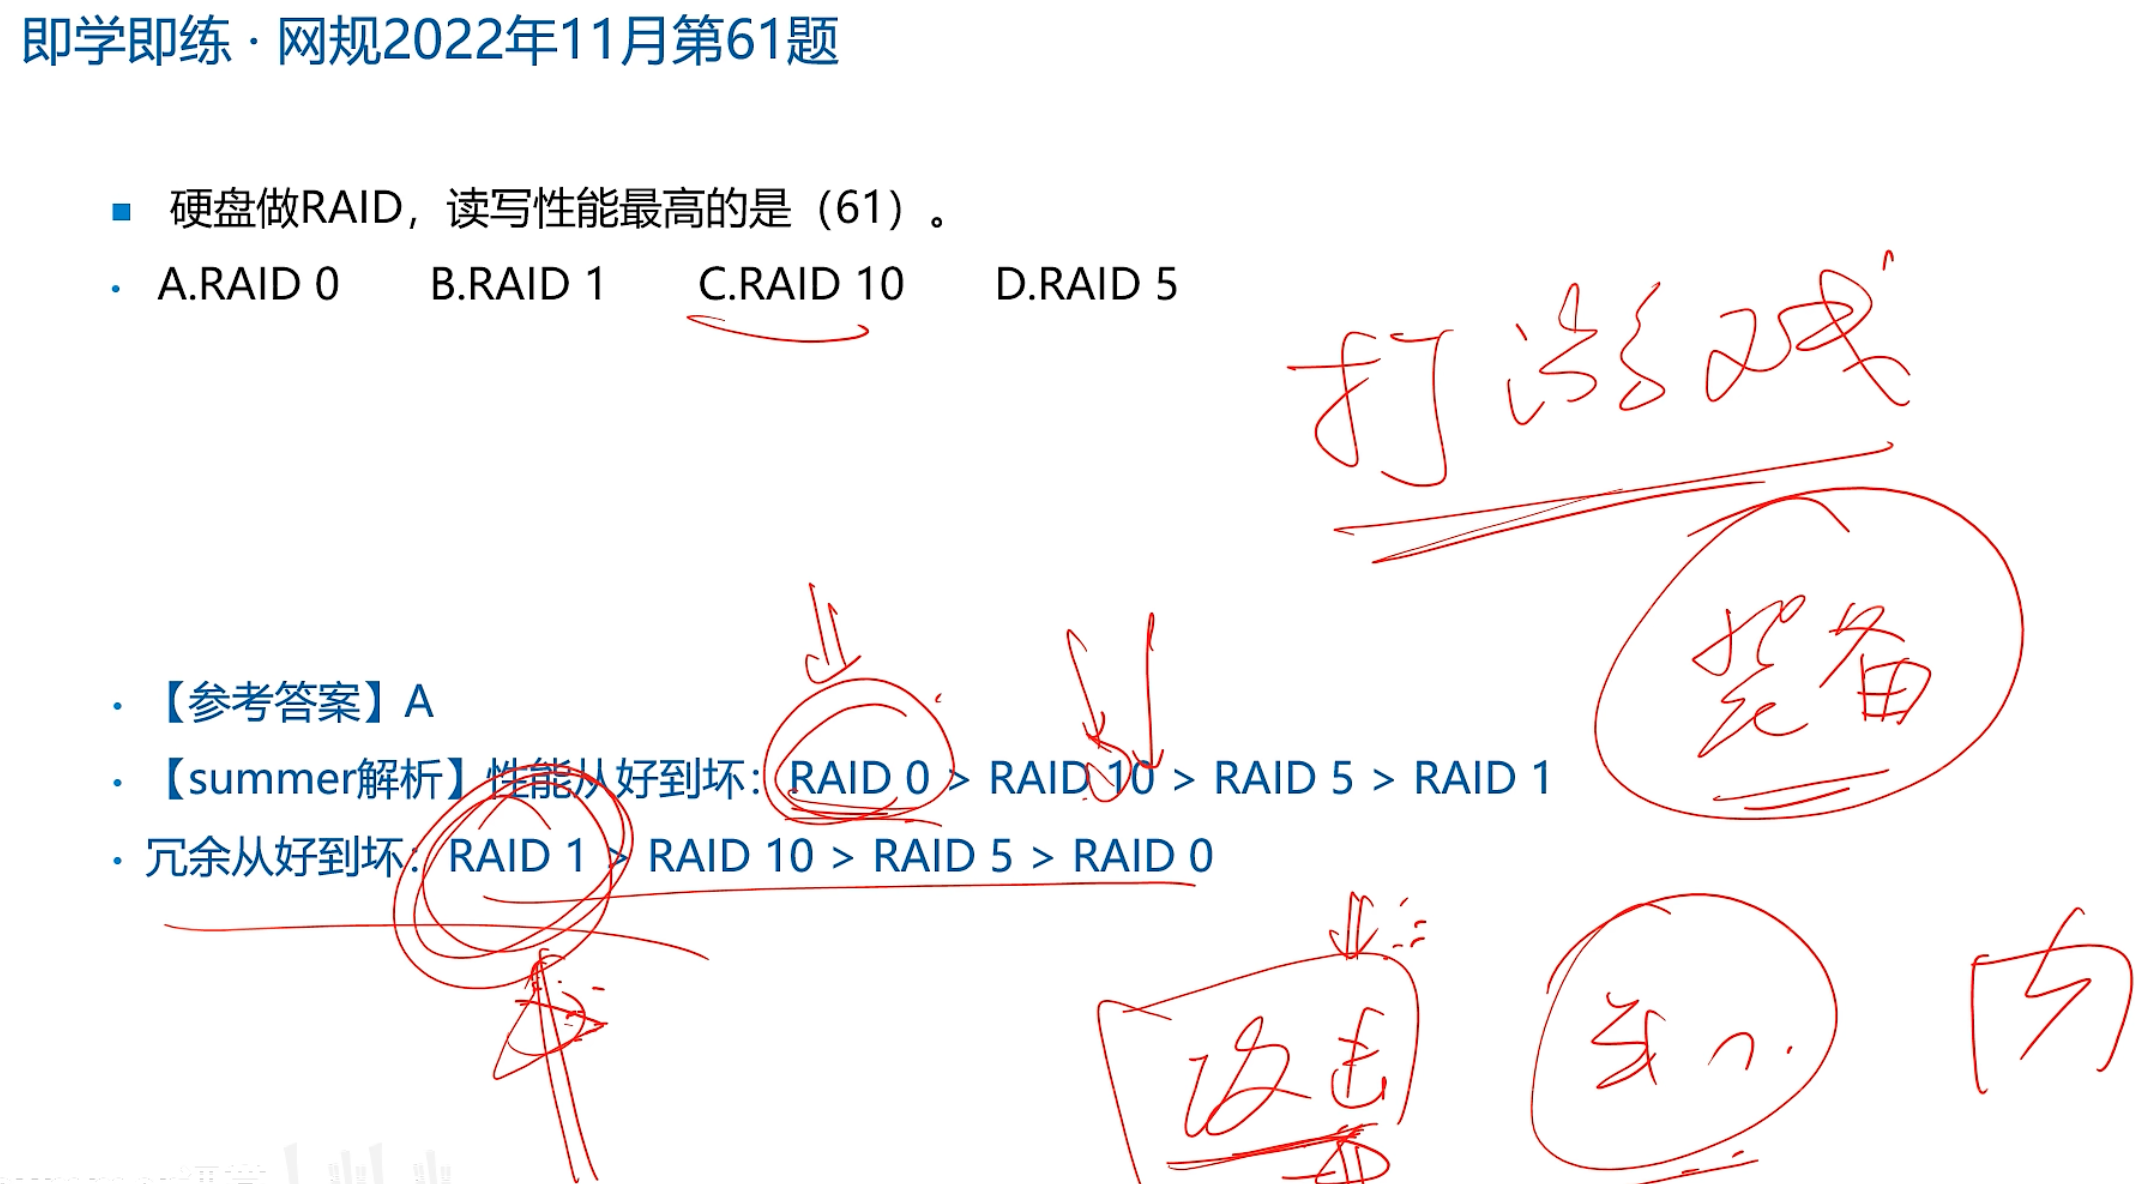 即学即练 · 网规2022年11月第61题
■ 硬盘做RAID，读写性能最高的是（61）。
• A.RAID 0 B.RAID 1 C.RAID 10 D.RAID 5
打游戏
装备
• 【参考答案】A
• 【summer解析】性能从好到坏：RAID 0 > RAID 10 > RAID 5 > RAID 1
• 冗余从好到坏：RAID 1 > RAID 10 > RAID 5 > RAID 0
攻击